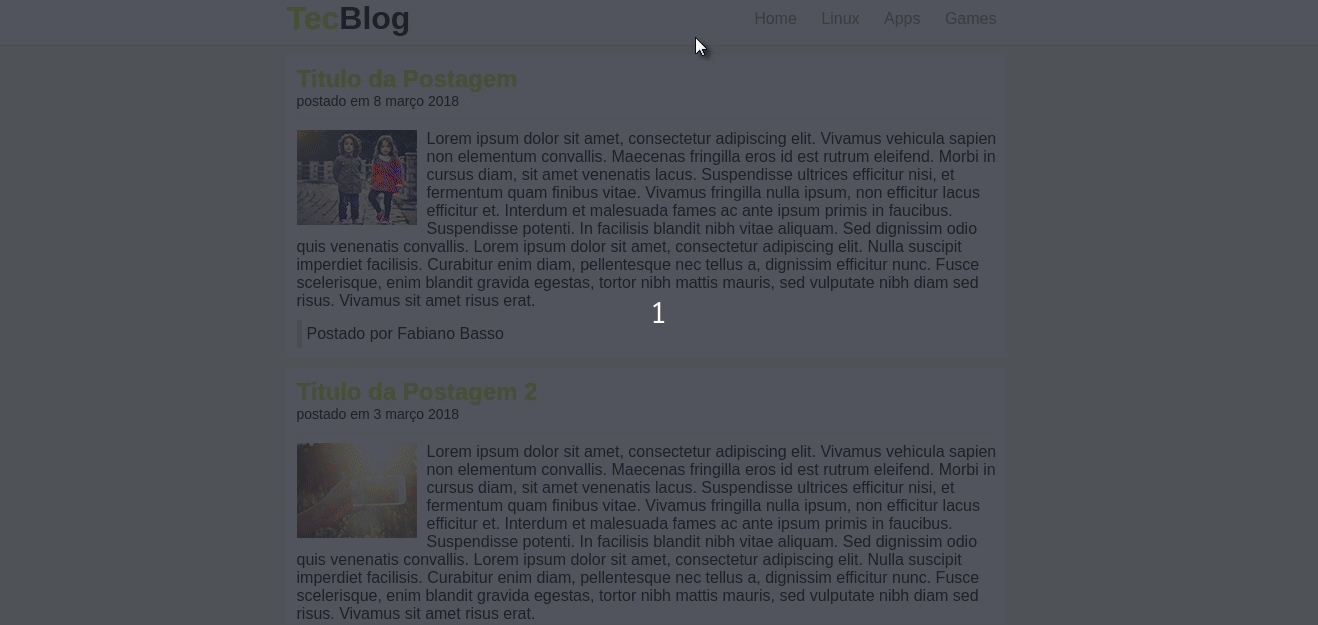 TecBlog
Home Linux Apps Games
Titulo da Postagem
postado em 8 março 2018
Lorem ipsum dolor sit amet, consectetur adipiscing elit. Vivamus vehicula sapien
non elementum convallis. Maecenas fringilla eros id est rutrum eleifend. Morbi in
cursus diam, sit amet venenatis lacus. Suspendisse ultrices efficitur nisi, et
fermentum quam finibus vitae. Vivamus fringilla nulla ipsum, non efficitur lacus
efficitur et. Interdum et malesuada fames ac ante ipsum primis in faucibus.
Suspendisse potenti. In facilisis blandit nibh vitae aliquam. Sed dignissim odio
quis venenatis convallis. Lorem ipsum dolor sit amet, consectetur adipiscing elit. Nulla suscipit
imperdiet facilisis. Curabitur enim diam, pellentesque nec tellus a, dignissim efficitur nunc. Fusce
scelerisque, enim blandit gravida egestas, tortor nibh mattis mauris, sed vulputate nibh diam sed
risus. Vivamus sit amet risus erat.
1
Postado por Fabiano Basso
Titulo da Postagem 2
postado em 3 março 2018
Lorem ipsum dolor sit amet, consectetur adipiscing elit. Vivamus vehicula sapien
non elementum convallis. Maecenas fringilla eros id est rutrum eleifend. Morbi in
cursus diam, sit amet venenatis lacus. Suspendisse ultrices efficitur nisi, et
fermentum quam finibus vitae. Vivamus fringilla nulla ipsum, non efficitur lacus
efficitur et. Interdum et malesuada fames ac ante ipsum primis in faucibus.
Suspendisse potenti. In facilisis blandit nibh vitae aliquam. Sed dignissim odio
quis venenatis convallis. Lorem ipsum dolor sit amet, consectetur adipiscing elit. Nulla suscipit
imperdiet facilisis. Curabitur enim diam, pellentesque nec tellus a, dignissim efficitur nunc. Fusce
scelerisque, enim blandit gravida egestas, tortor nibh mattis mauris, sed vulputate nibh diam sed
risus. Vivamus sit amet risus erat.